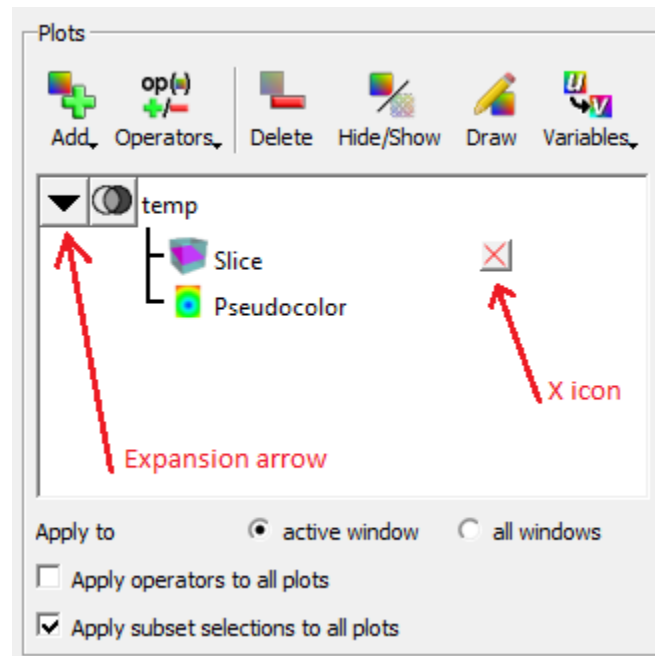 Plots
op(=)
+/-
Add Operators Delete Hide/Show Draw Variables
U
V
temp
Slice
Pseudocolor
X icon
Expansion arrow
Apply to active window all windows
Apply operators to all plots
Apply subset selections to all plots